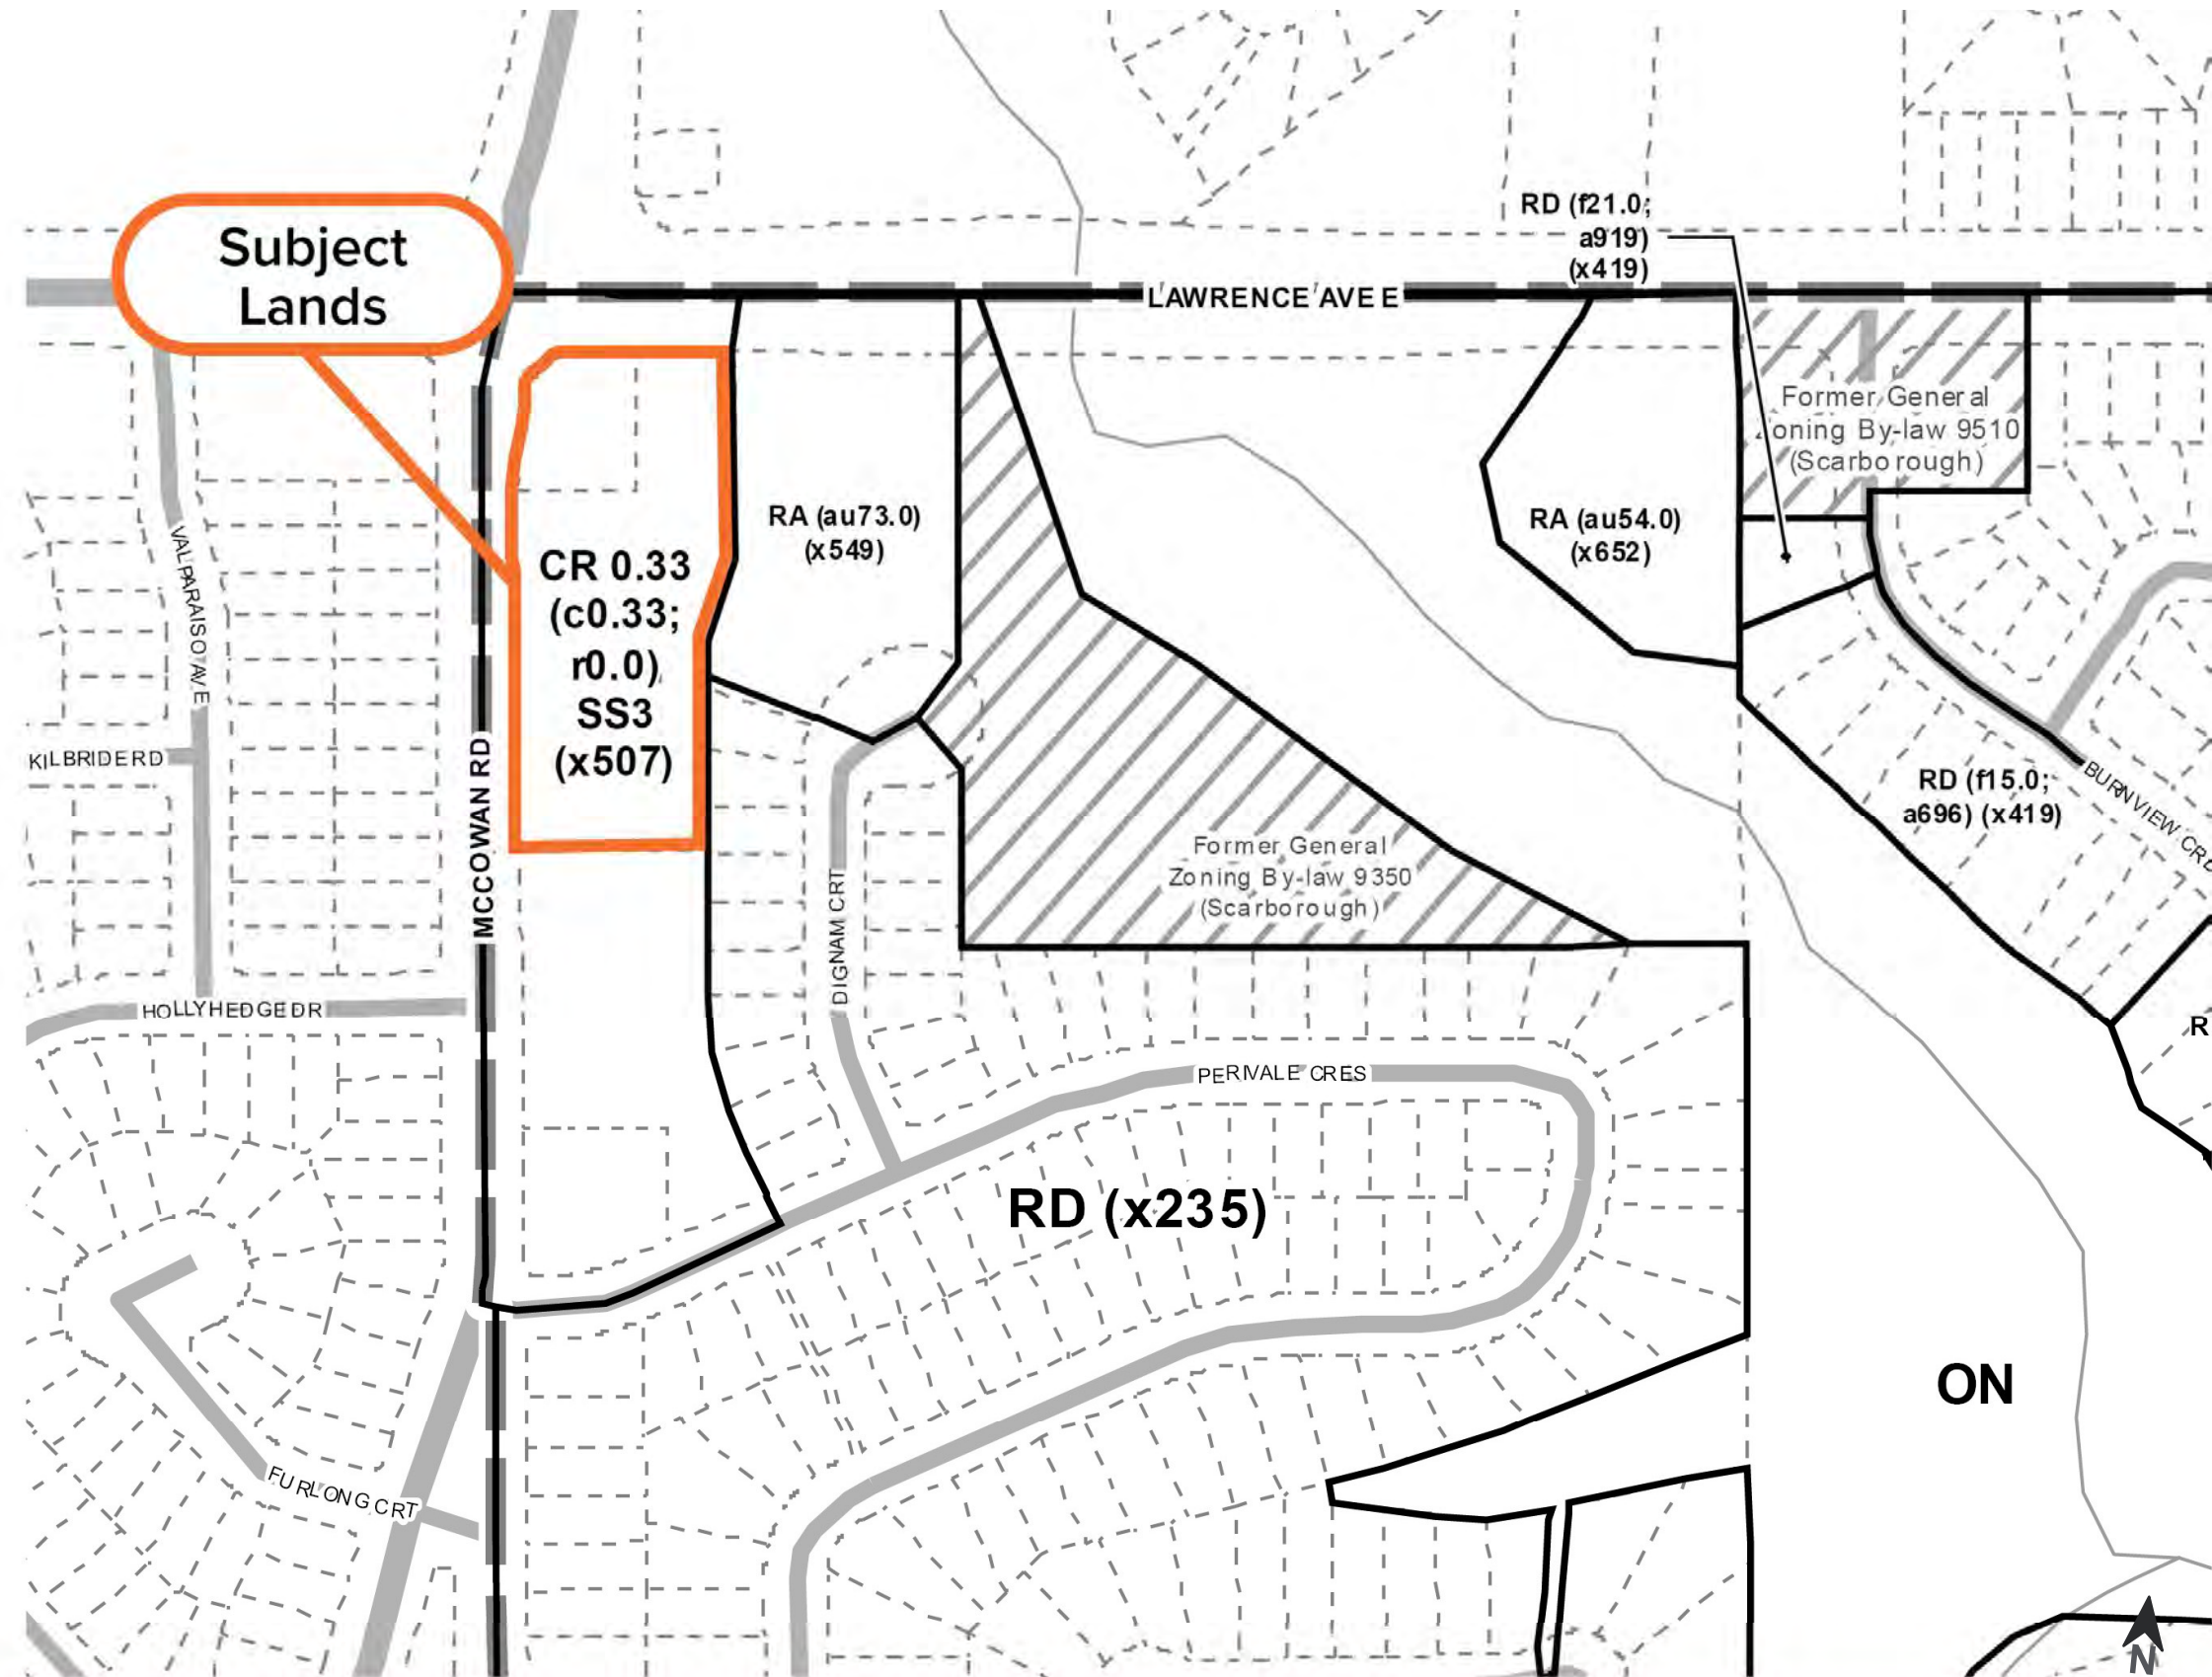 RD (f21.0;
a919)
(x419)
Subject
Lands
LAWRENCE AVE E
Former General
Zoning By-law 9510
(Scarborough)
RA (au73.0)
(x549)
RA (au54.0)
(x652)
CR 0.33
(c0.33;
r0.0)
SS3
(x507)
VALPARAISO AVE
KILBRIDE RD
MCCOWAN RD
RD (f15.0;
a696) (x419)
BURNVIEW CRE
Former General
Zoning By-law 9350
(Scarborough)
DIGNAM CRT
HOLLYHEDGE DR
R
PERIVALE CRES
RD (x235)
ON
FURLONG CRT
N